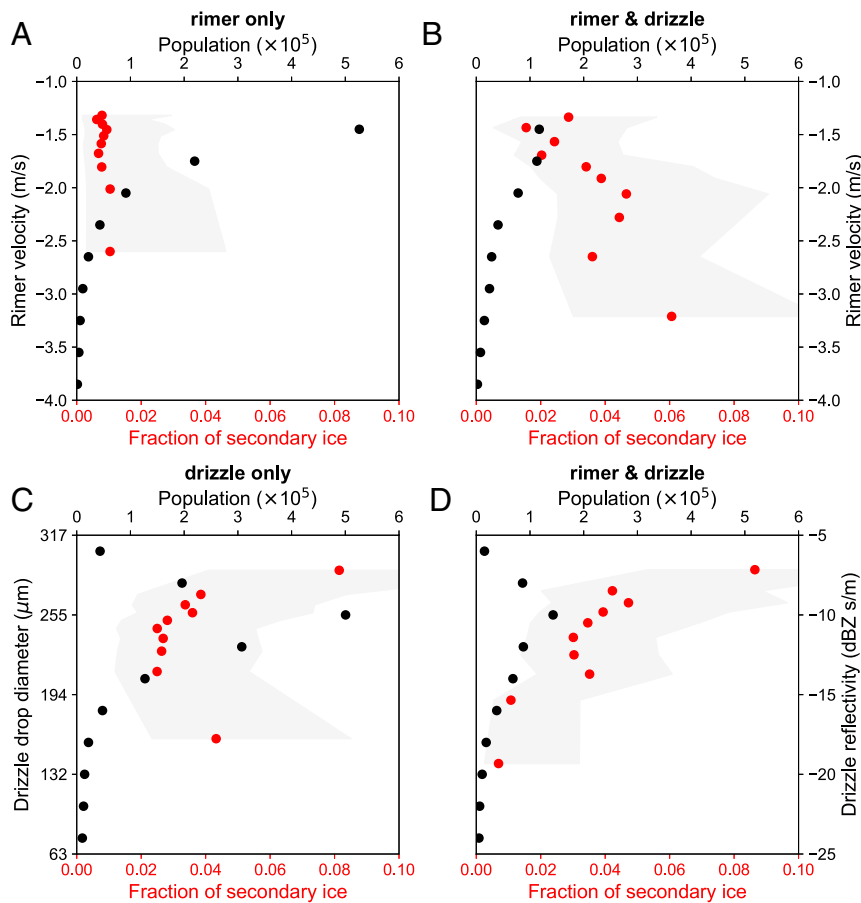 A
rimer only
Population (×10⁵)
0 1 2 3 4 5 6
Rimer velocity (m/s)
−1.0
−1.5
−2.0
−2.5
−3.0
−3.5
−4.0
0.00 0.02 0.04 0.06 0.08 0.10
Fraction of secondary ice
B
rimer & drizzle
Population (×10⁵)
0 1 2 3 4 5 6
−1.0
−1.5
−2.0
−2.5
−3.0
−3.5
−4.0
Rimer velocity (m/s)
0.00 0.02 0.04 0.06 0.08 0.10
Fraction of secondary ice
C
drizzle only
Population (×10⁵)
0 1 2 3 4 5 6
Drizzle drop diameter (μm)
317
255
194
132
63
0.00 0.02 0.04 0.06 0.08 0.10
Fraction of secondary ice
D
rimer & drizzle
Population (×10⁵)
0 1 2 3 4 5 6
−5
−10
−15
−20
−25
Drizzle reflectivity (dBZ s/m)
0.00 0.02 0.04 0.06 0.08 0.10
Fraction of secondary ice